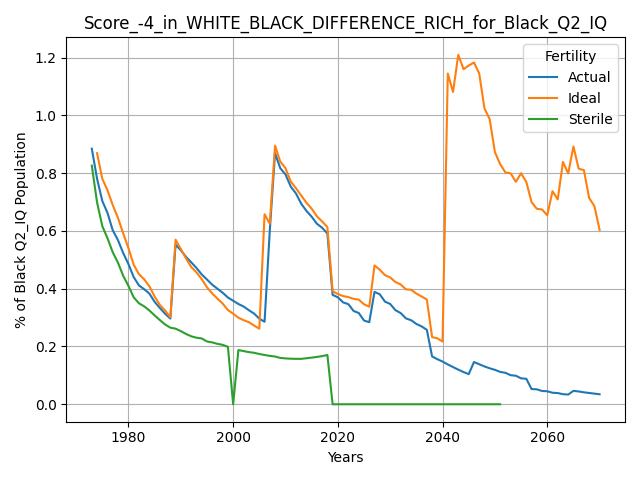 Score_-4_in_WHITE_BLACK_DIFFERENCE_RICH_for_Black_Q2_IQ
% of Black Q2_IQ Population
1.2
1.0
0.8
0.6
0.4
0.2
0.0
Fertility
Actual
Ideal
Sterile
1980
2000
2020
2040
2060
Years